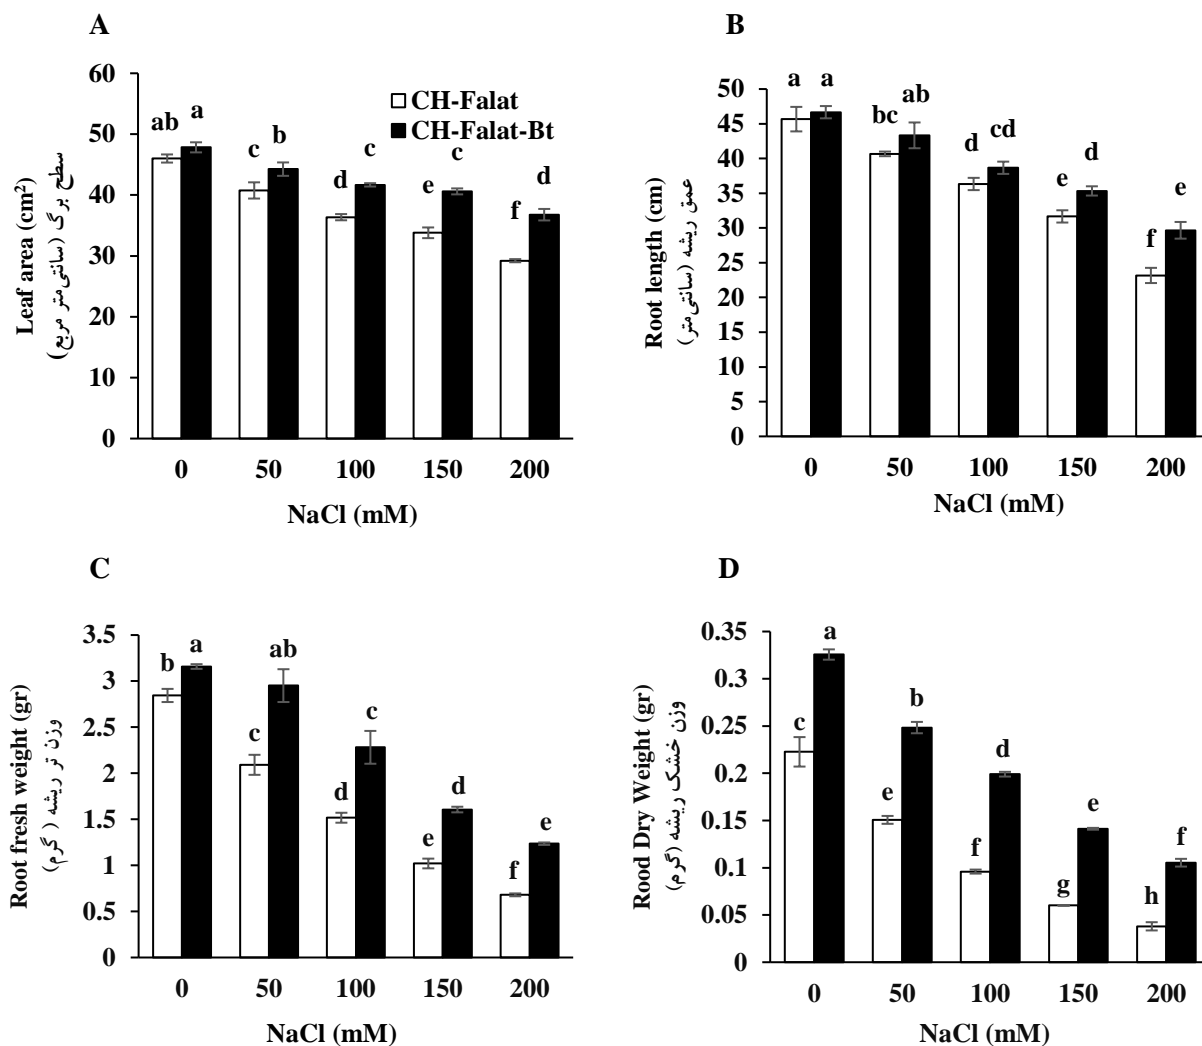 A
Leaf area (cm²)
سطح برگ (سانتی‌متر مربع)
60
50
40
30
20
10
0
CH-Falat
CH-Falat-Bt
ab a c b d c e c f d
0 50 100 150 200
NaCl (mM)
B
Root length (cm)
عمق ریشه (سانتی‌متر)
50
45
40
35
30
25
20
15
10
5
0
a a bc ab d cd e d f e
0 50 100 150 200
NaCl (mM)
C
Root fresh weight (gr)
وزن تر ریشه ( گرم)
3.5
3
2.5
2
1.5
1
0.5
0
b a c ab d c e d f e
0 50 100 150 200
NaCl (mM)
D
Rood Dry Weight (gr)
وزن خشک ریشه (گرم)
0.35
0.3
0.25
0.2
0.15
0.1
0.05
0
c a e b f d g e h f
0 50 100 150 200
NaCl (mM)